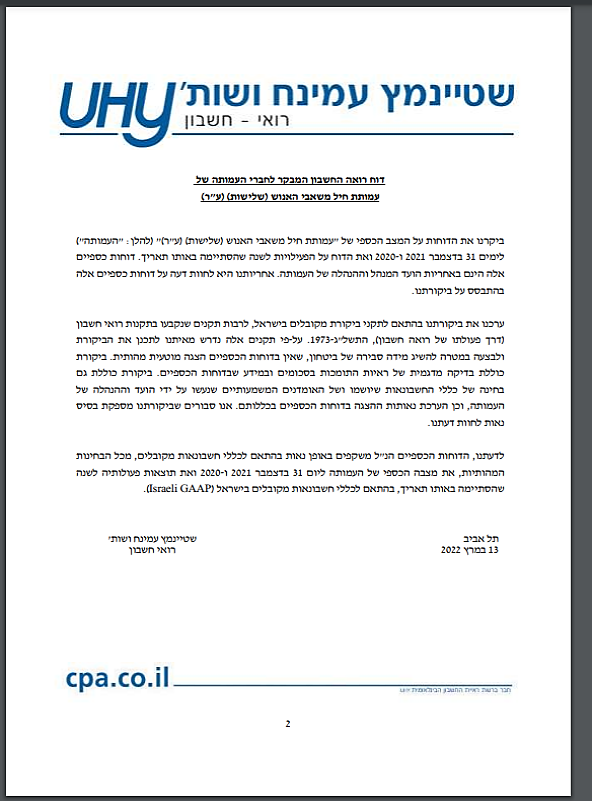 שטיינמץ עמינח ושות'
UHY
רואי - חשבון
דוח רואה החשבון המבקר לחברי העמותה של
עמותת חיל משאבי האנוש (שלישות) (ע"ר)
ביקרנו את הדוחות על המצב הכספי של "עמותת חיל משאבי האנוש (שלישות) (ע"ר)" (להלן: "העמותה")
לימים 31 בדצמבר 2021 ו-2020 ואת הדוח על הפעילויות לשנה שהסתיימה באותו תאריך. דוחות כספיים
אלה הינם באחריות הועד המנהל וההנהלה של העמותה. אחריותנו היא לחוות דעה על דוחות כספיים אלה
בהתבסס על ביקורתנו.
ערכנו את ביקורתנו בהתאם לתקני ביקורת מקובלים בישראל, לרבות תקנים שנקבעו בתקנות רואי חשבון
(דרך פעולתו של רואה חשבון), התשל"ג-1973. על-פי תקנים אלה נדרש מאיתנו לתכנן את הביקורת
ולבצעה במטרה להשיג מידה סבירה של ביטחון, שאין בדוחות הכספיים הצגה מוטעית מהותית. ביקורת
כוללת בדיקה מדגמית של ראיות התומכות בסכומים ובמידע שבדוחות הכספיים. ביקורת כוללת גם
בחינה של כללי החשבונאות שיושמו ושל האומדנים המשמעותיים שנעשו על ידי הועד וההנהלה של
העמותה, וכן הערכת נאותות ההצגה בדוחות הכספיים בכללותם. אנו סבורים שביקורתנו מספקת בסיס
נאות לחוות דעתנו.
לדעתנו, הדוחות הכספיים הנ"ל משקפים באופן נאות בהתאם לכללי חשבונאות מקובלים, מכל הבחינות
המהותיות, את מצבה הכספי של העמותה ליום 31 בדצמבר 2021 ו-2020 ואת תוצאות פעולותיה לשנה
שהסתיימה באותו תאריך, בהתאם לכללי חשבונאות מקובלים בישראל (Israeli GAAP).
תל אביב
13 במרץ 2022
שטיינמץ עמינח ושות'
רואי חשבון
cpa.co.il
חבר ברשת ראיית החשבון הבינלאומית UHY
2